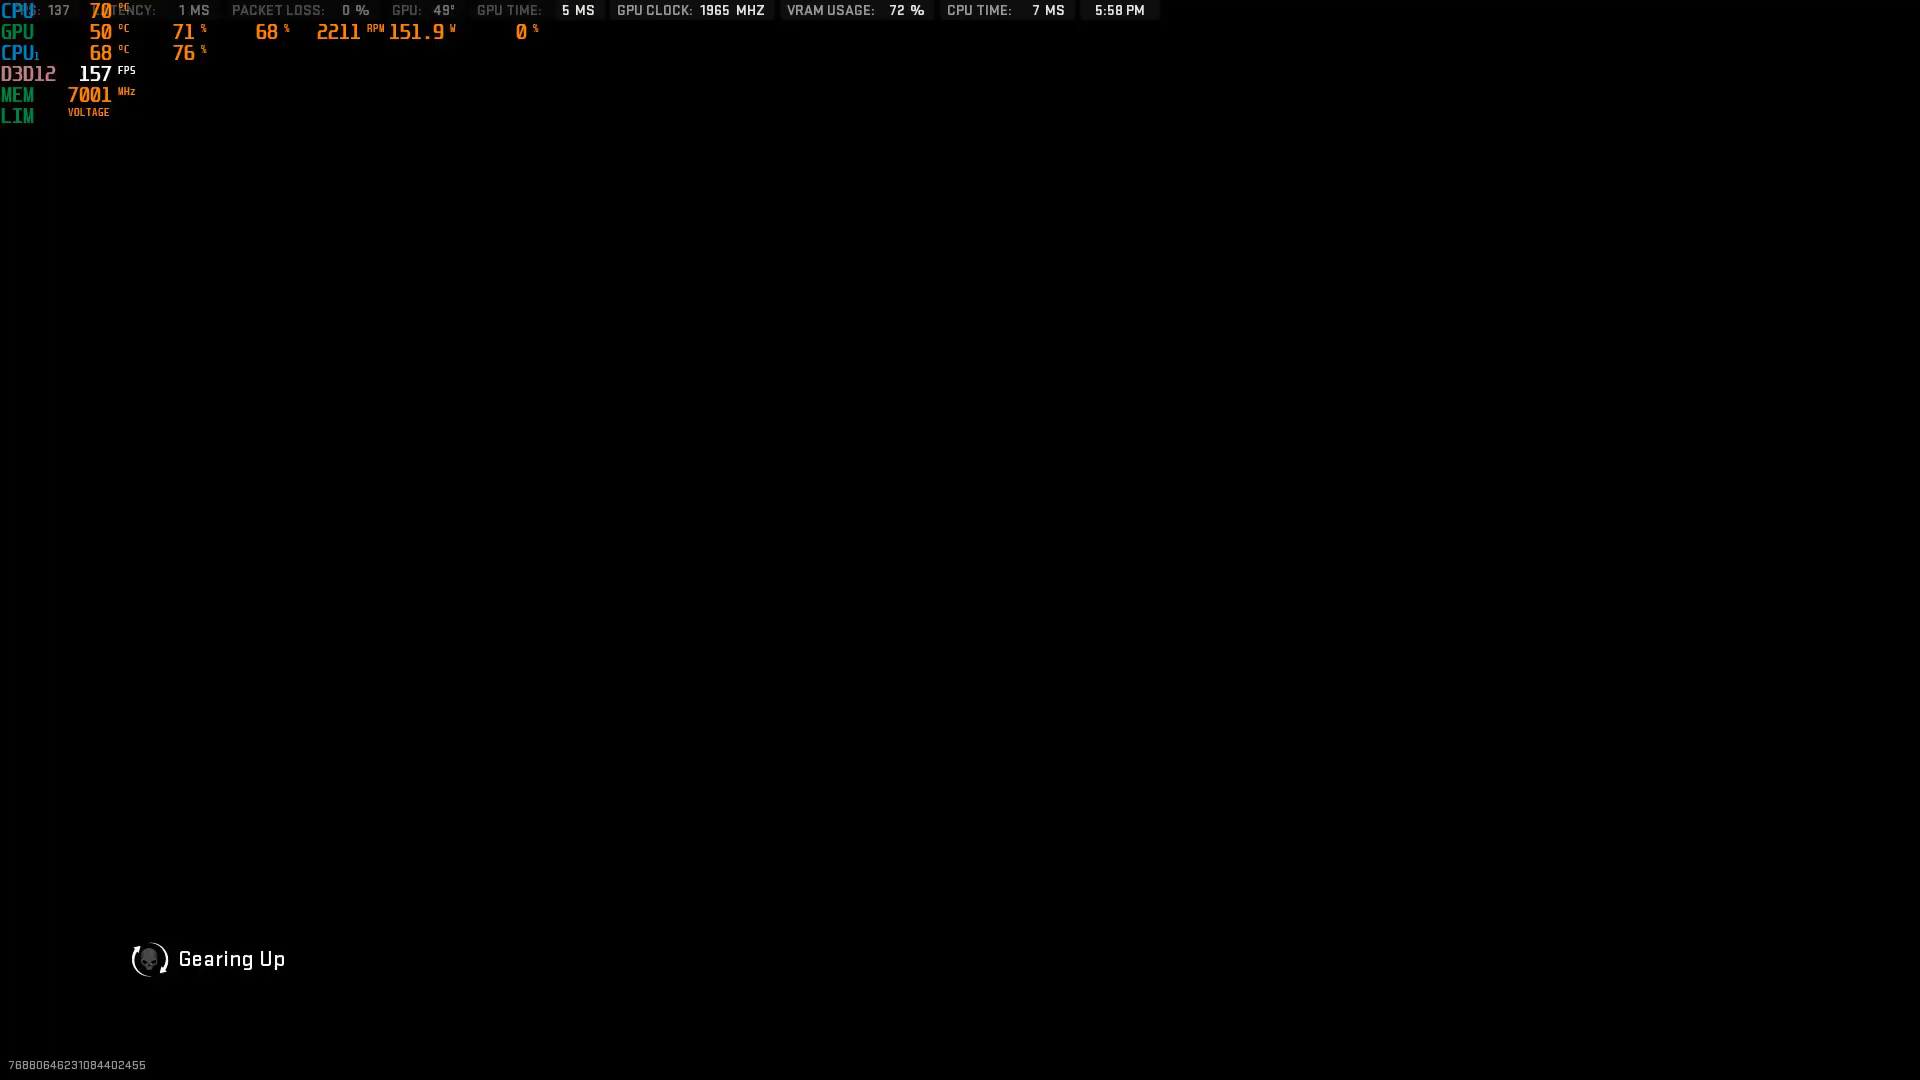 137 1 MS PACKET LOSS: 0 % GPU: 49° GPU TIME: 5 MS GPU CLOCK: 1965 MHZ VRAM USAGE: 72 % CPU TIME: 7 MS 5:58 PM
CPU 70 °C
GPU 50 °C 71 % 68 % 2211 RPM 151.9 W 0 %
CPU1 68 °C 76 %
D3D12 157 FPS
MEM 7001 MHz
LIM VOLTAGE
Gearing Up
76880646231084402455